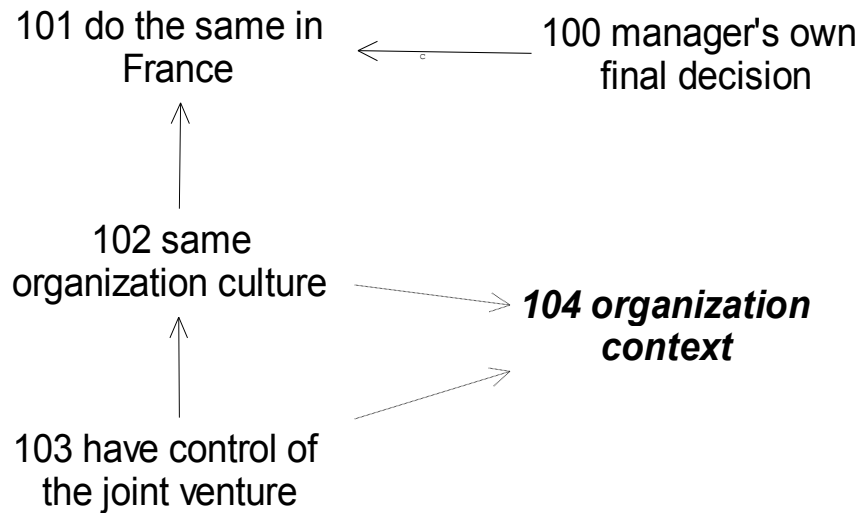 101 do the same in
France
100 manager's own
final decision
c
102 same
organization culture
104 organization
context
103 have control of
the joint venture